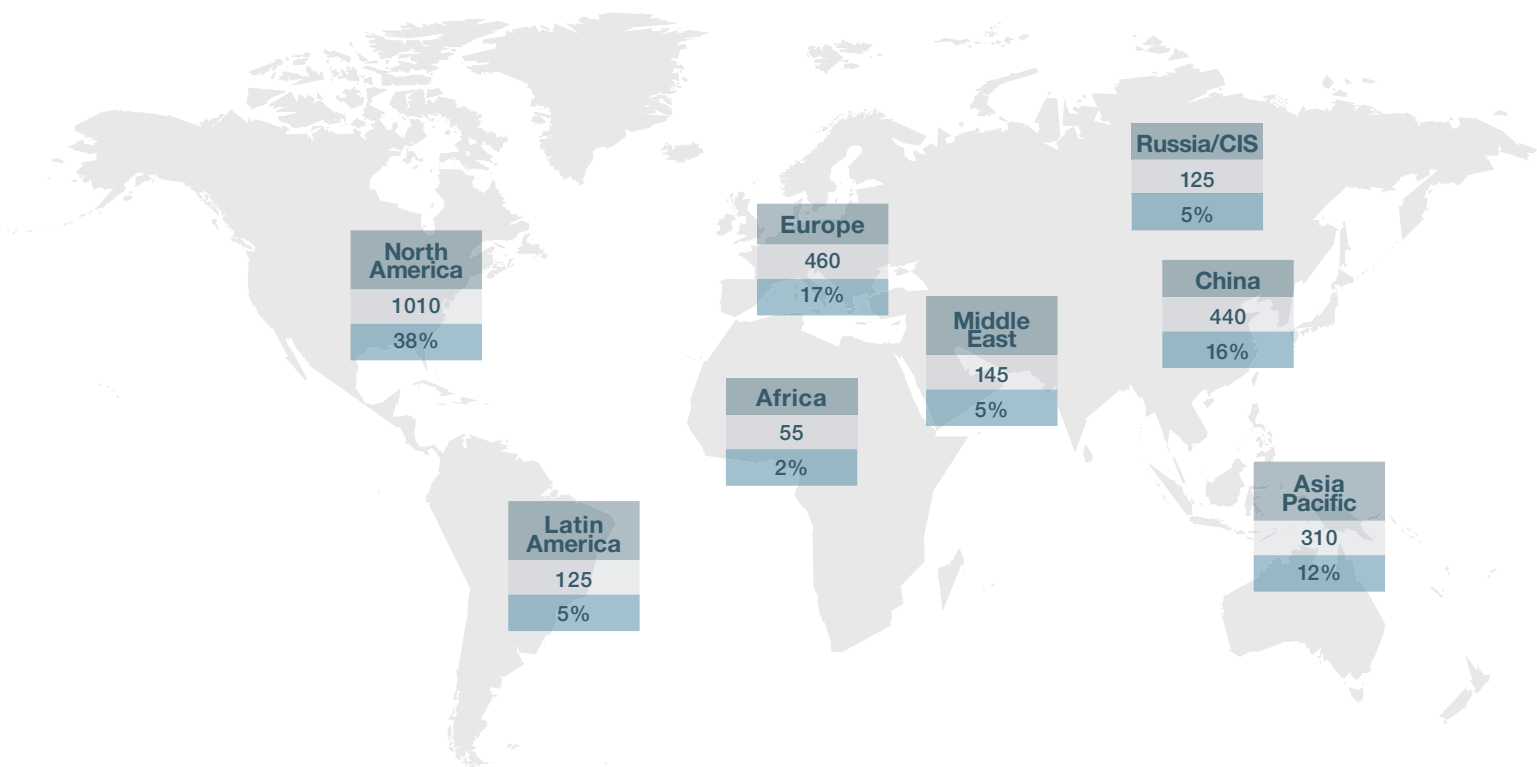 Russia/CIS
125
5%
Europe
460
17%
North
America
1010
38%
China
440
16%
Middle
East
145
5%
Africa
55
2%
Asia
Pacific
310
12%
Latin
America
125
5%